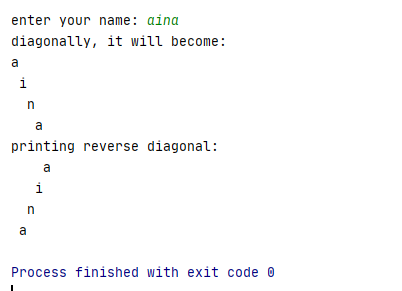 enter your name: aina
diagonally, it will become:
a
 i
  n
   a
printing reverse diagonal:
    a
   i
  n
 a

Process finished with exit code 0